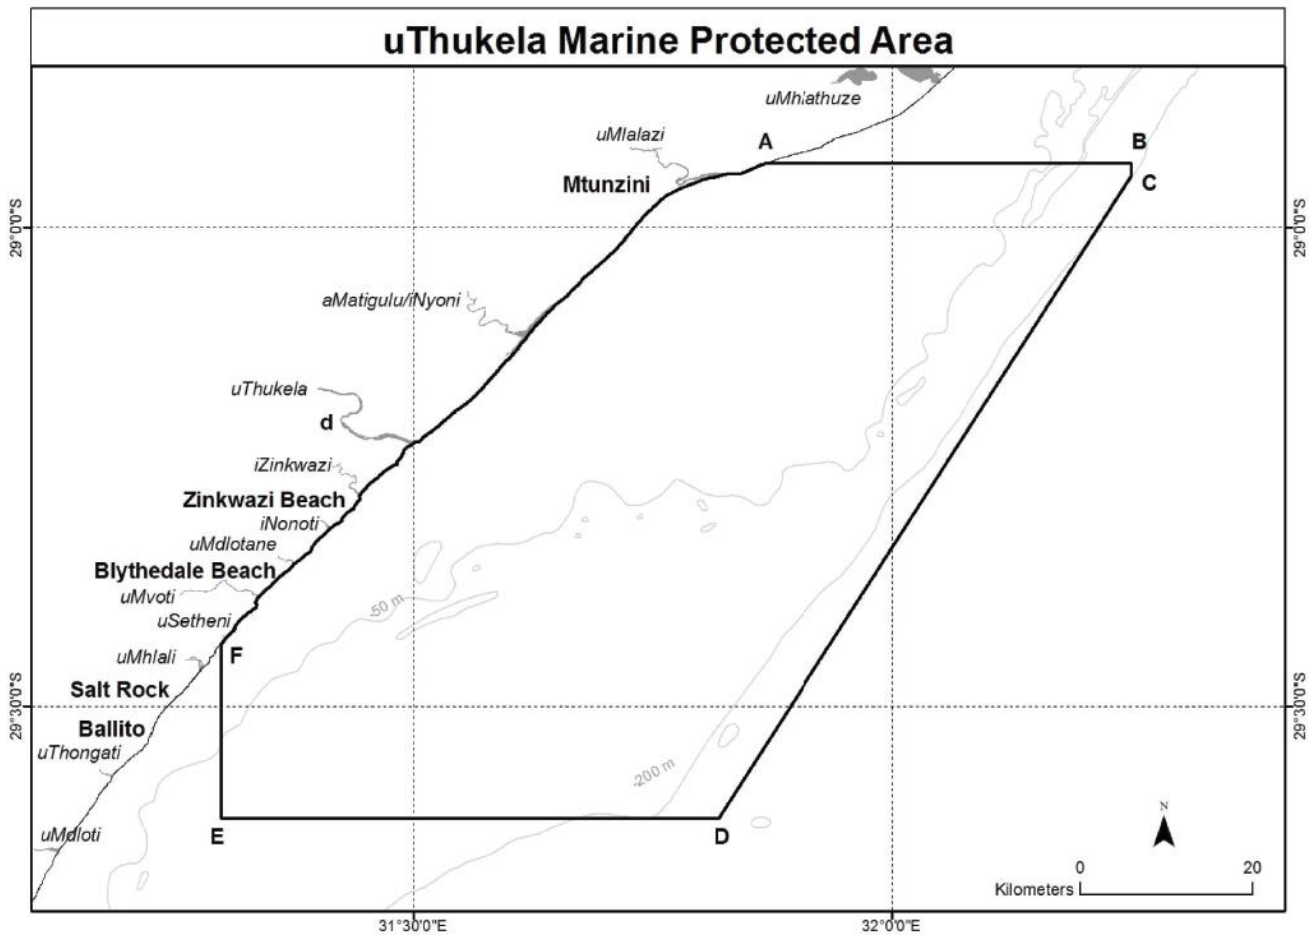 uThukela Marine Protected Area
uMhlathuze
uMlalazi
A
B
Mtunzini
C
29°0'0"S
29°0'0"S
aMatigulu/iNyoni
uThukela
d
iZinkwazi
Zinkwazi Beach
iNonoti
uMdlotane
Blythedale Beach
uMvoti
-50 m
uSetheni
F
uMhlali
Salt Rock
29°30'0"S
29°30'0"S
Ballito
uThongati
-200 m
E
D
N
uMdloti
0 20
Kilometers
31°30'0"E
32°0'0"E